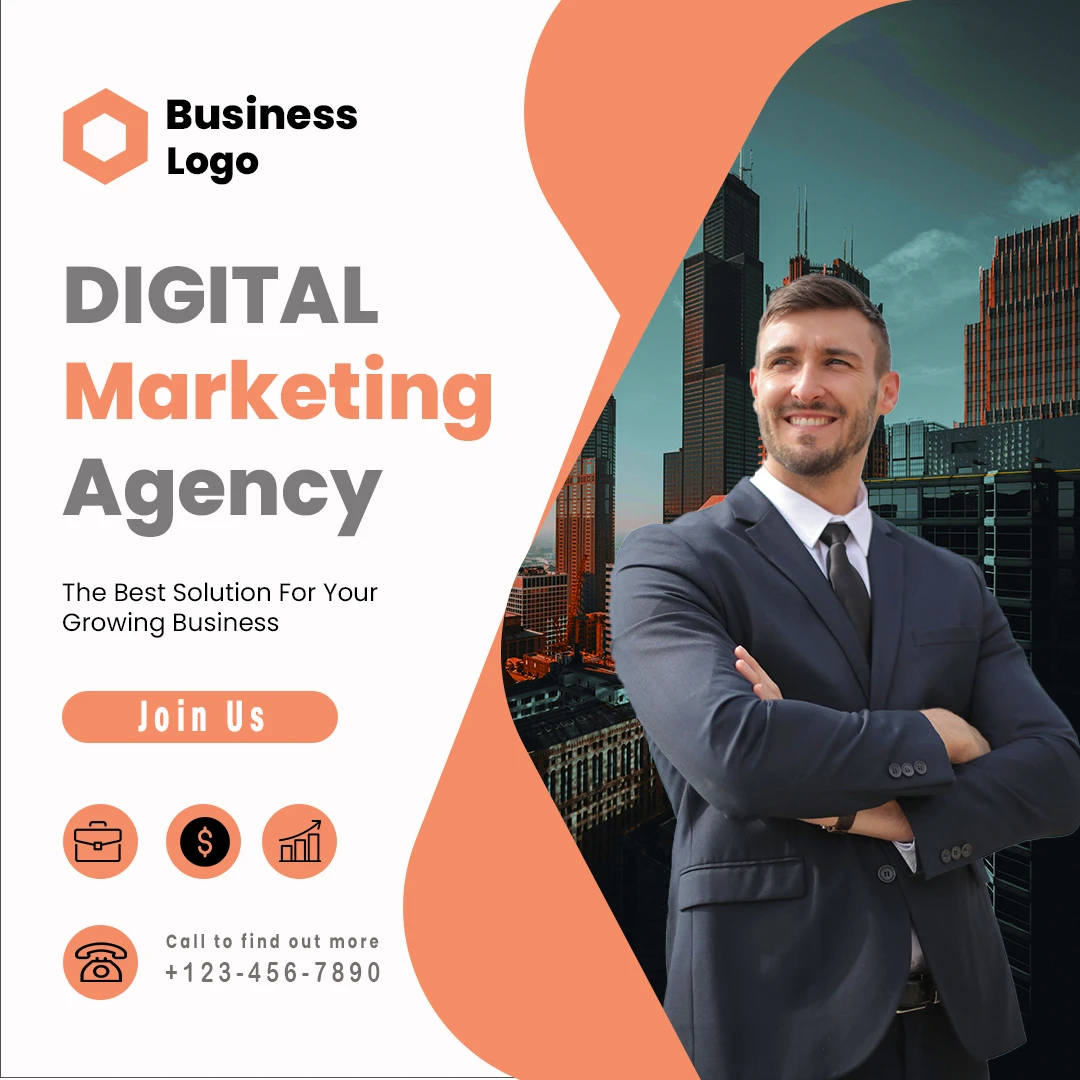 Business
Logo
DIGITAL
Marketing
Agency
The Best Solution For Your
Growing Business
Join Us
$
Call to find out more
+123-456-7890